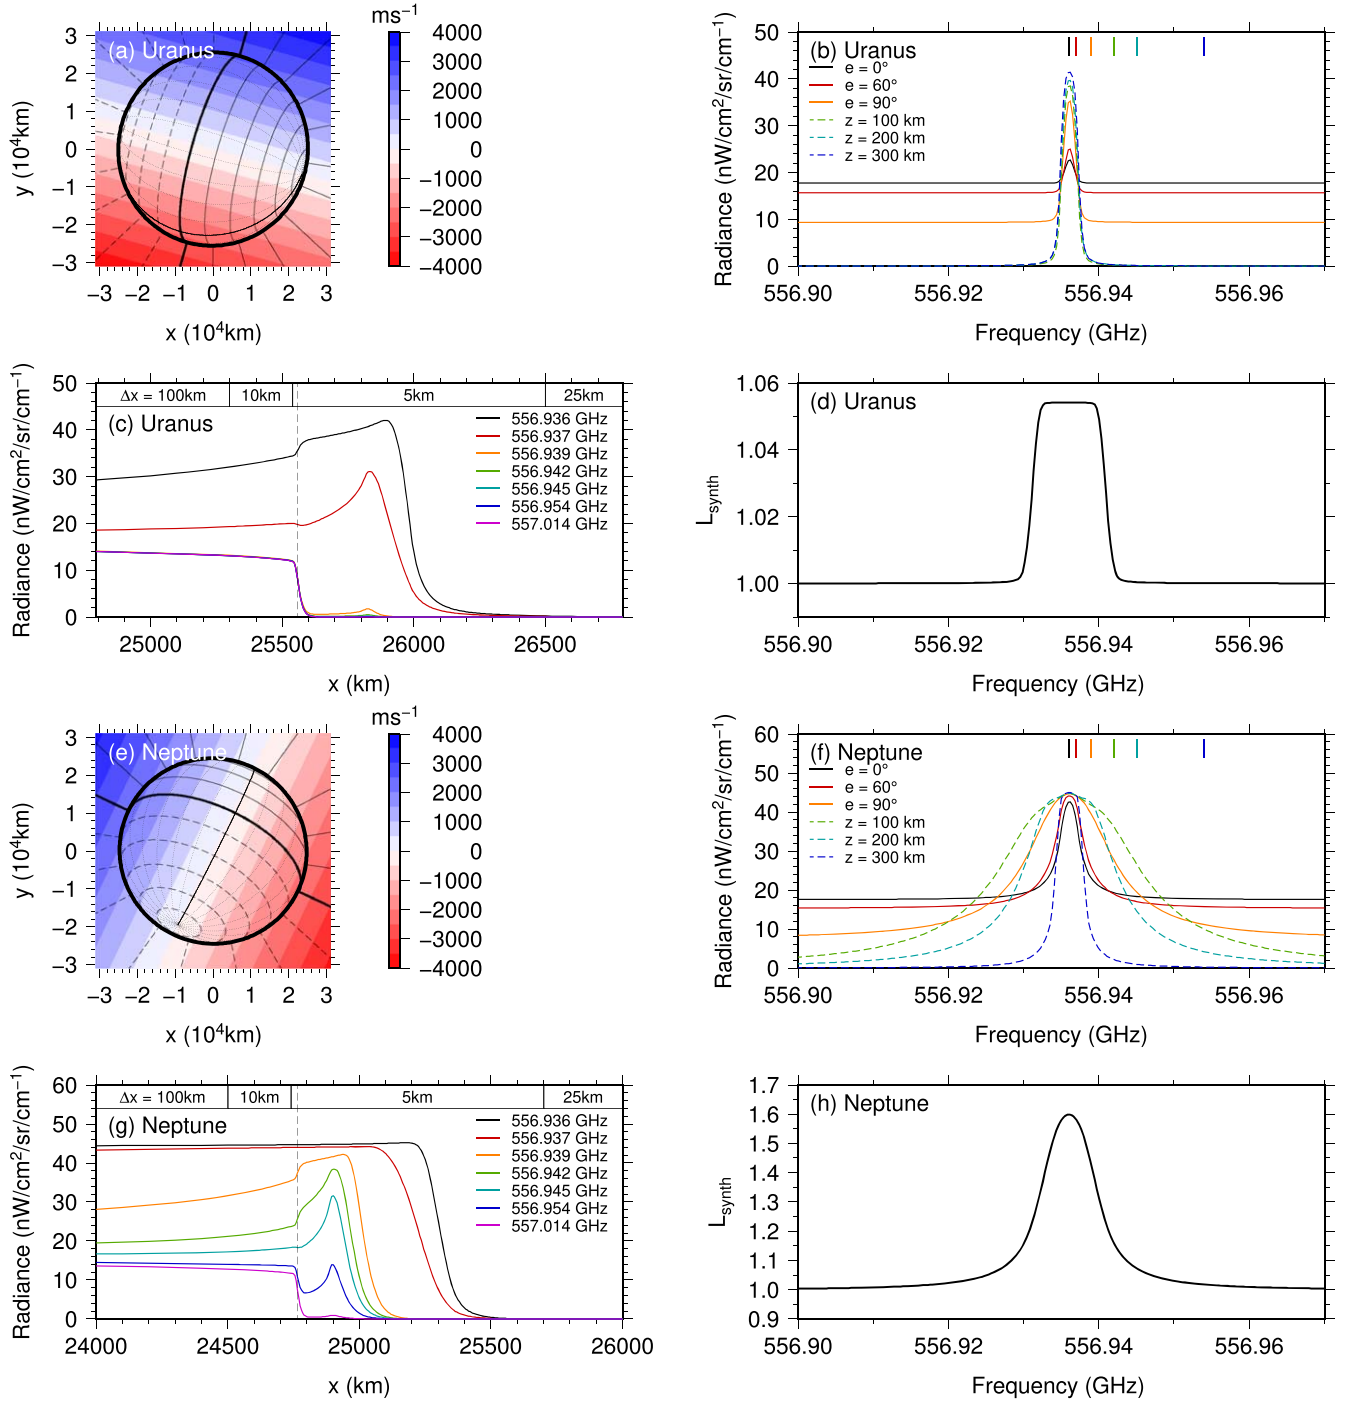 (a) Uranus
ms⁻¹
4000
3000
2000
1000
0
−1000
−2000
−3000
−4000
3
2
1
0
−1
−2
−3
y (10⁴km)
−3 −2 −1 0 1 2 3
x (10⁴km)
(b) Uranus
e = 0°
e = 60°
e = 90°
z = 100 km
z = 200 km
z = 300 km
50
40
30
20
10
0
Radiance (nW/cm²/sr/cm⁻¹)
556.90 556.92 556.94 556.96
Frequency (GHz)
Δx = 100km 10km 5km 25km
(c) Uranus
556.936 GHz
556.937 GHz
556.939 GHz
556.942 GHz
556.945 GHz
556.954 GHz
557.014 GHz
50
40
30
20
10
0
Radiance (nW/cm²/sr/cm⁻¹)
25000 25500 26000 26500
x (km)
(d) Uranus
1.06
1.04
1.02
1.00
Lsynth
556.90 556.92 556.94 556.96
Frequency (GHz)
(e) Neptune
ms⁻¹
4000
3000
2000
1000
0
−1000
−2000
−3000
−4000
3
2
1
0
−1
−2
−3
y (10⁴km)
−3 −2 −1 0 1 2 3
x (10⁴km)
(f) Neptune
e = 0°
e = 60°
e = 90°
z = 100 km
z = 200 km
z = 300 km
60
50
40
30
20
10
0
Radiance (nW/cm²/sr/cm⁻¹)
556.90 556.92 556.94 556.96
Frequency (GHz)
Δx = 100km 10km 5km 25km
(g) Neptune
556.936 GHz
556.937 GHz
556.939 GHz
556.942 GHz
556.945 GHz
556.954 GHz
557.014 GHz
60
50
40
30
20
10
0
Radiance (nW/cm²/sr/cm⁻¹)
24000 24500 25000 25500 26000
x (km)
(h) Neptune
1.7
1.6
1.5
1.4
1.3
1.2
1.1
1.0
0.9
Lsynth
556.90 556.92 556.94 556.96
Frequency (GHz)